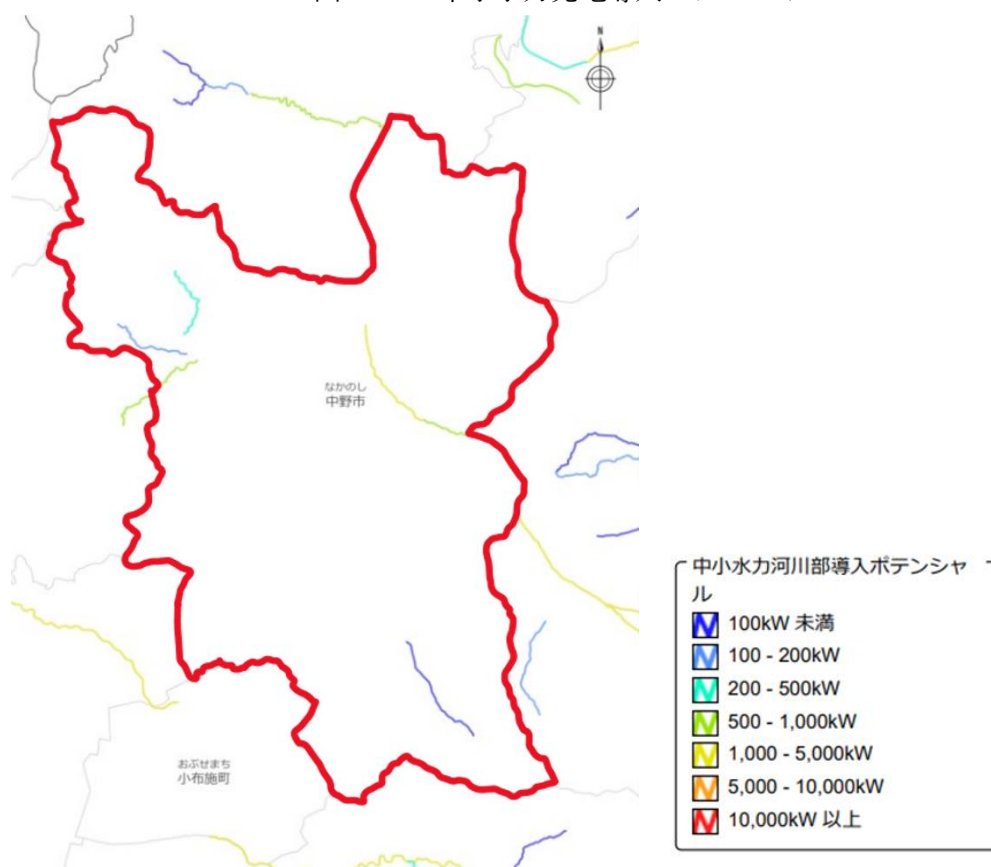 N
なかのし
中野市
おぶせまち
小布施町
中小水力河川部導入ポテンシャ
ル
100kW 未満
100 - 200kW
200 - 500kW
500 - 1,000kW
1,000 - 5,000kW
5,000 - 10,000kW
10,000kW 以上